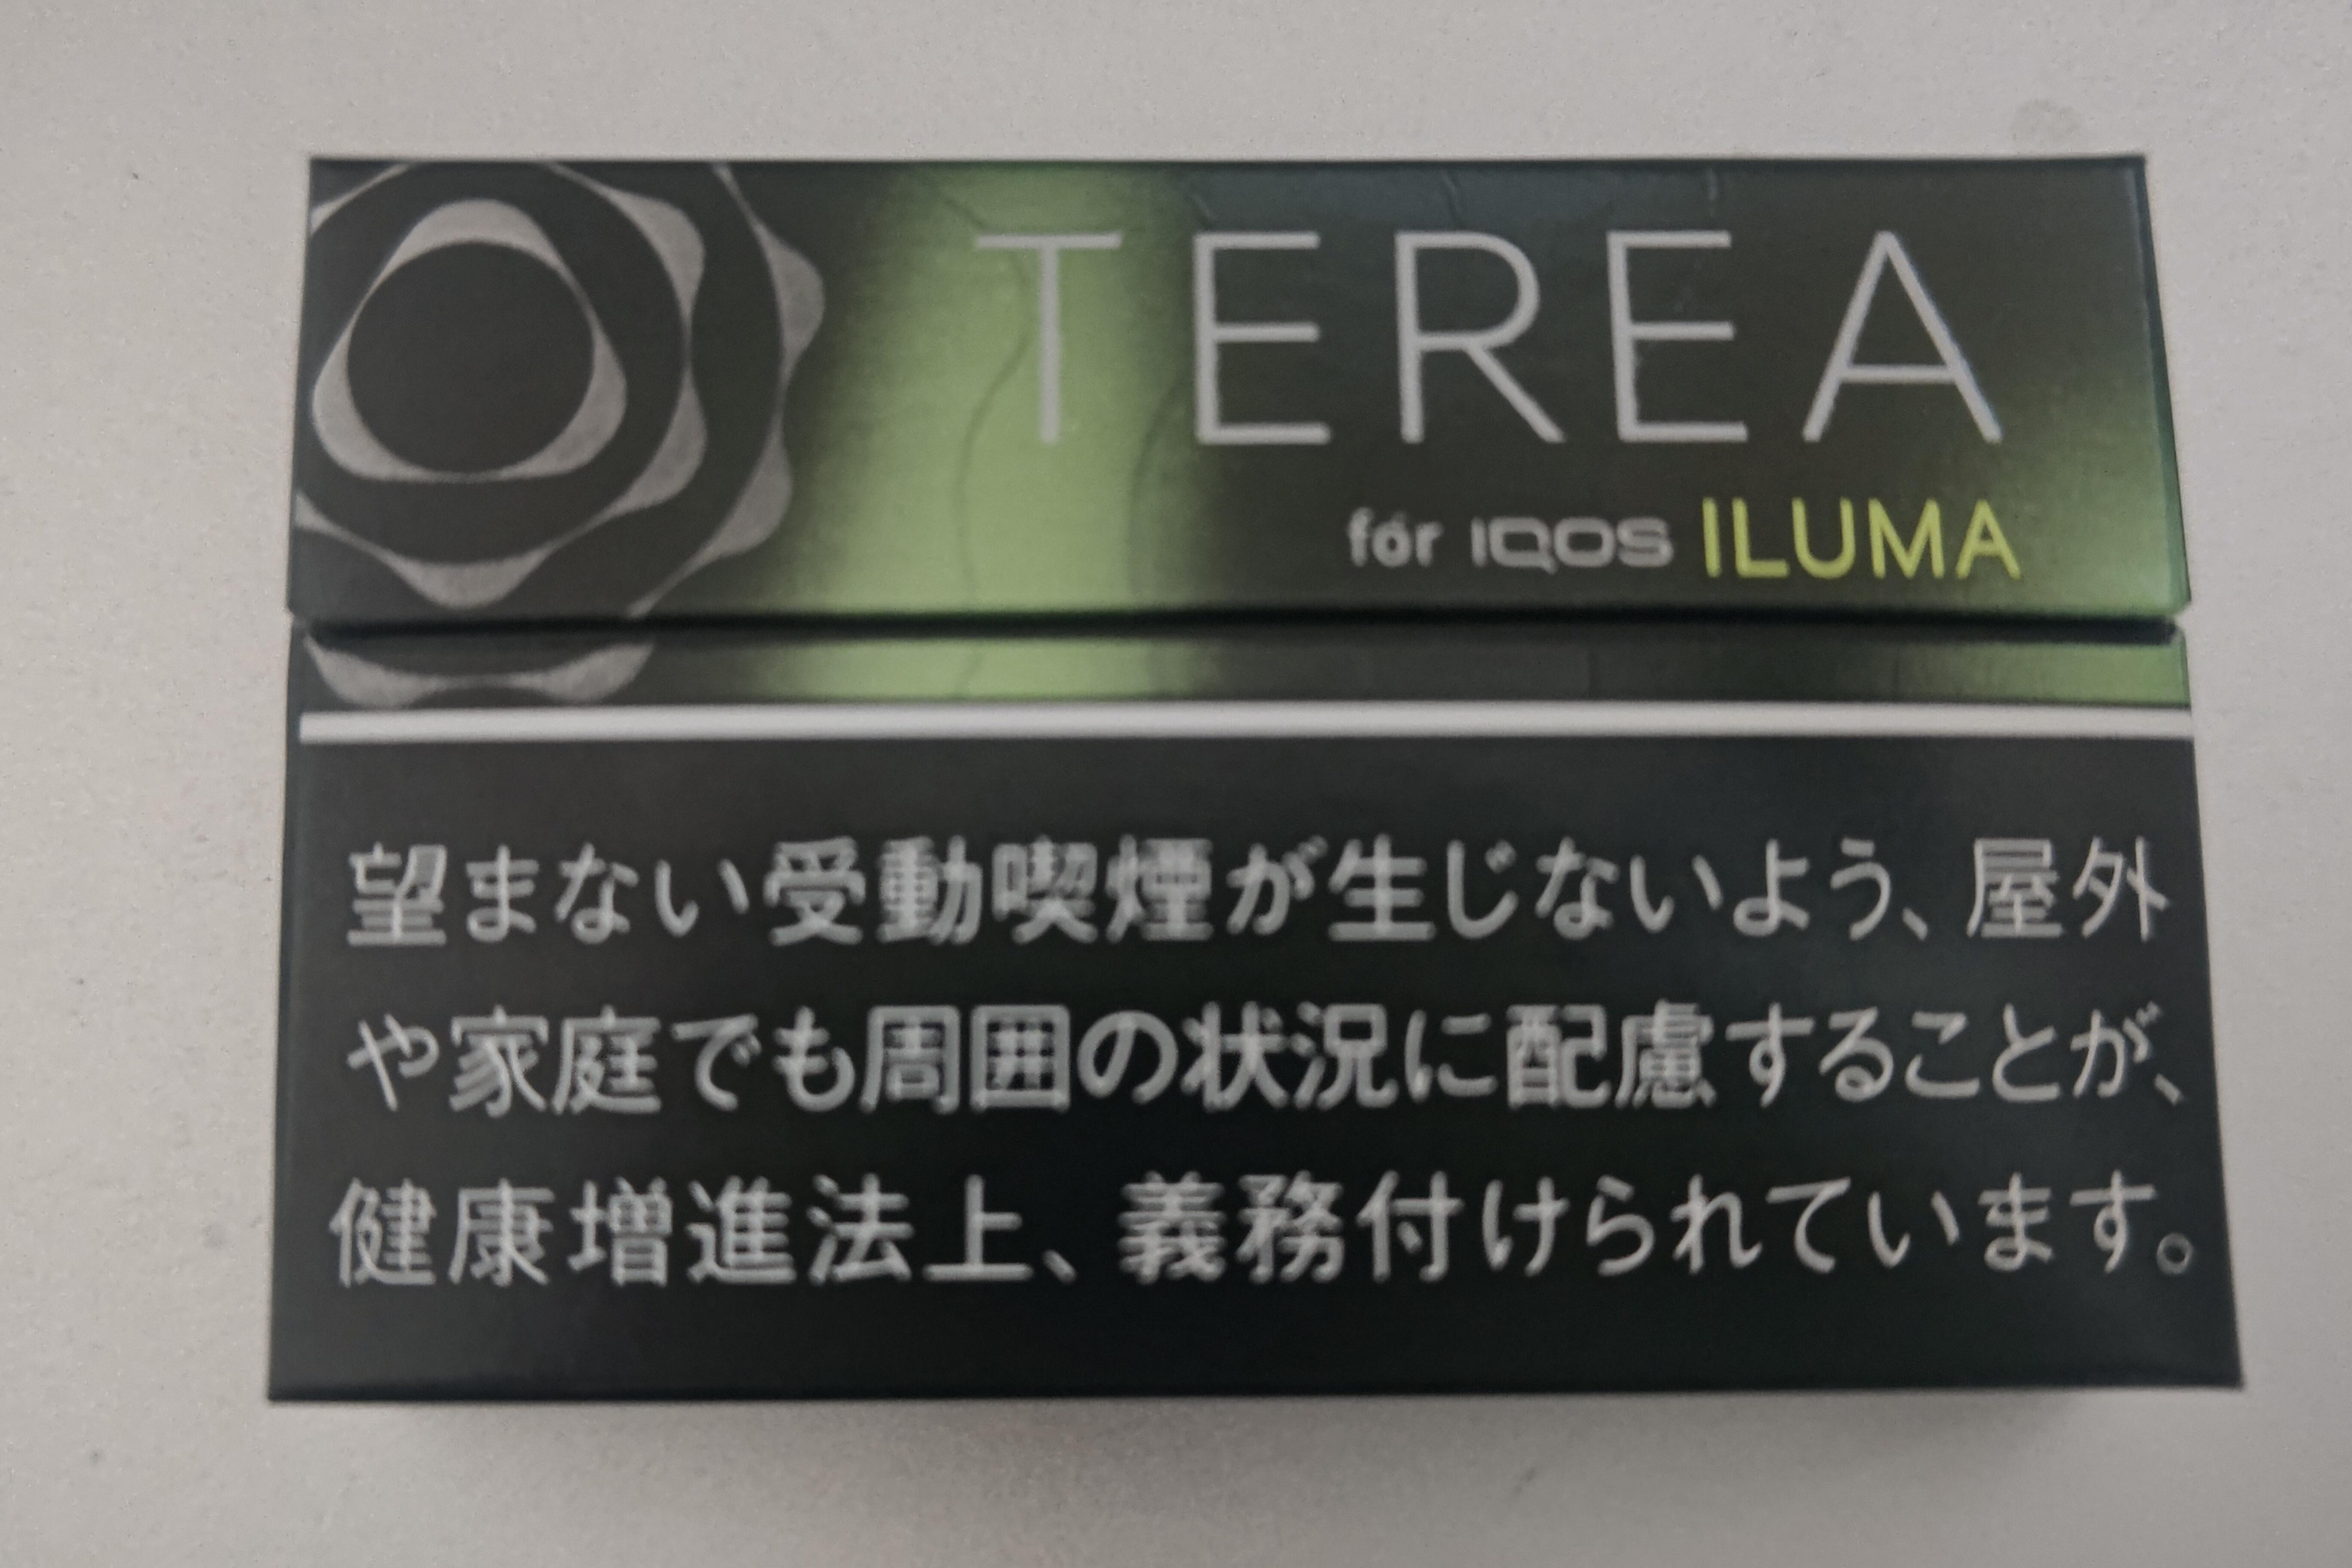 TEREA
for IQOS ILUMA
望まない受動喫煙が生じないよう、屋外
や家庭でも周囲の状況に配慮することが、
健康増進法上、義務付けられています。